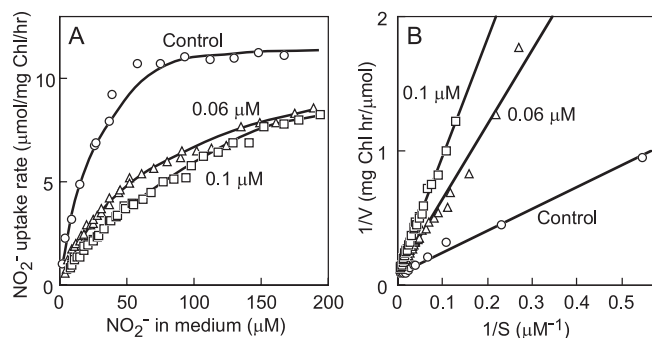 A
Control
0.06 μM
0.1 μM
NO₂⁻ uptake rate (μmol/mg Chl/hr)
10
5
0
0 50 100 150 200
NO₂⁻ in medium (μM)
B
0.1 μM
0.06 μM
Control
1/V (mg Chl hr/μmol)
2
1
0
0 0.1 0.2 0.3 0.4 0.5
1/S (μM⁻¹)